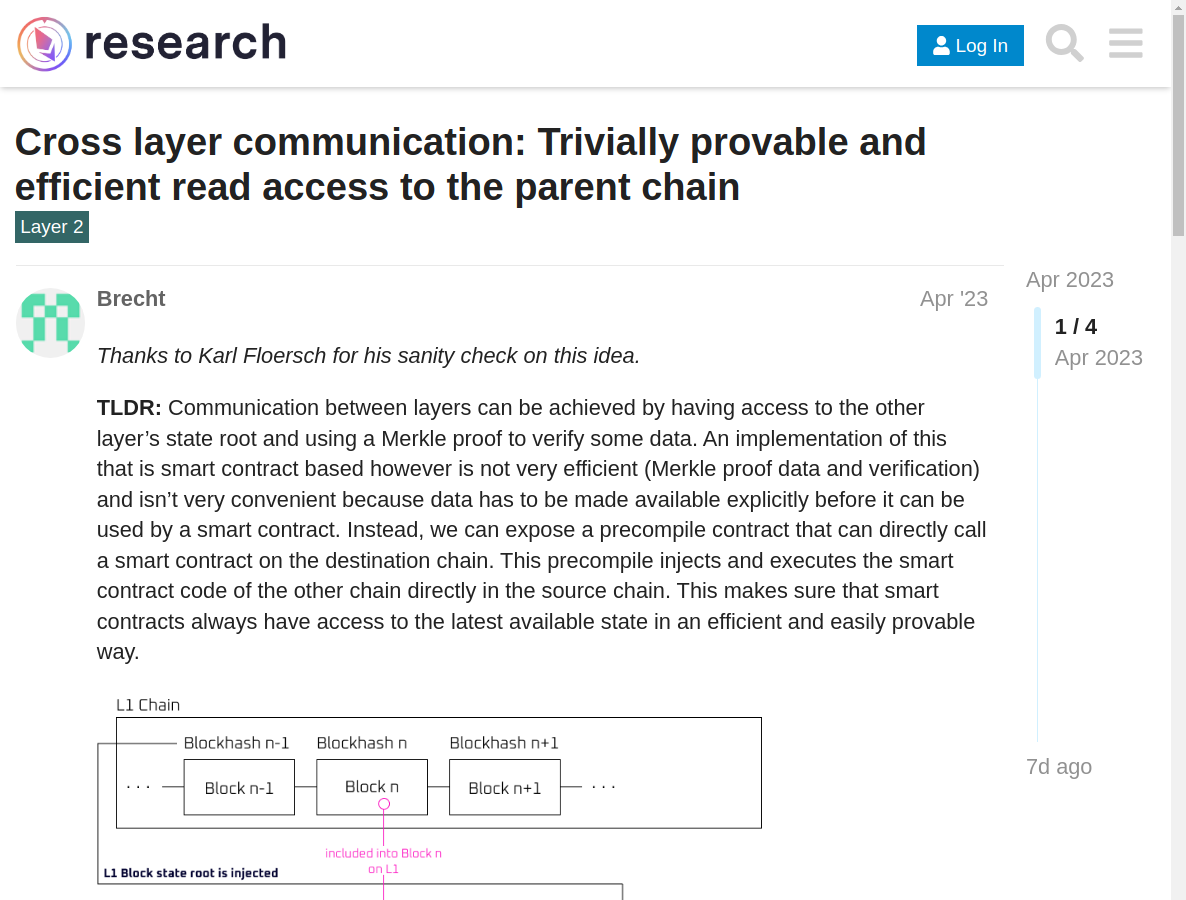 research
Log In
Cross layer communication: Trivially provable and
efficient read access to the parent chain
Layer 2
Brecht
Apr '23
Thanks to Karl Floersch for his sanity check on this idea.
TLDR: Communication between layers can be achieved by having access to the other
layer’s state root and using a Merkle proof to verify some data. An implementation of this
that is smart contract based however is not very efficient (Merkle proof data and verification)
and isn’t very convenient because data has to be made available explicitly before it can be
used by a smart contract. Instead, we can expose a precompile contract that can directly call
a smart contract on the destination chain. This precompile injects and executes the smart
contract code of the other chain directly in the source chain. This makes sure that smart
contracts always have access to the latest available state in an efficient and easily provable
way.
L1 Chain
Blockhash n-1 Blockhash n Blockhash n+1
. . . Block n-1 Block n Block n+1 . . .
included into Block n
on L1
L1 Block state root is injected
Apr 2023
1 / 4
Apr 2023
7d ago